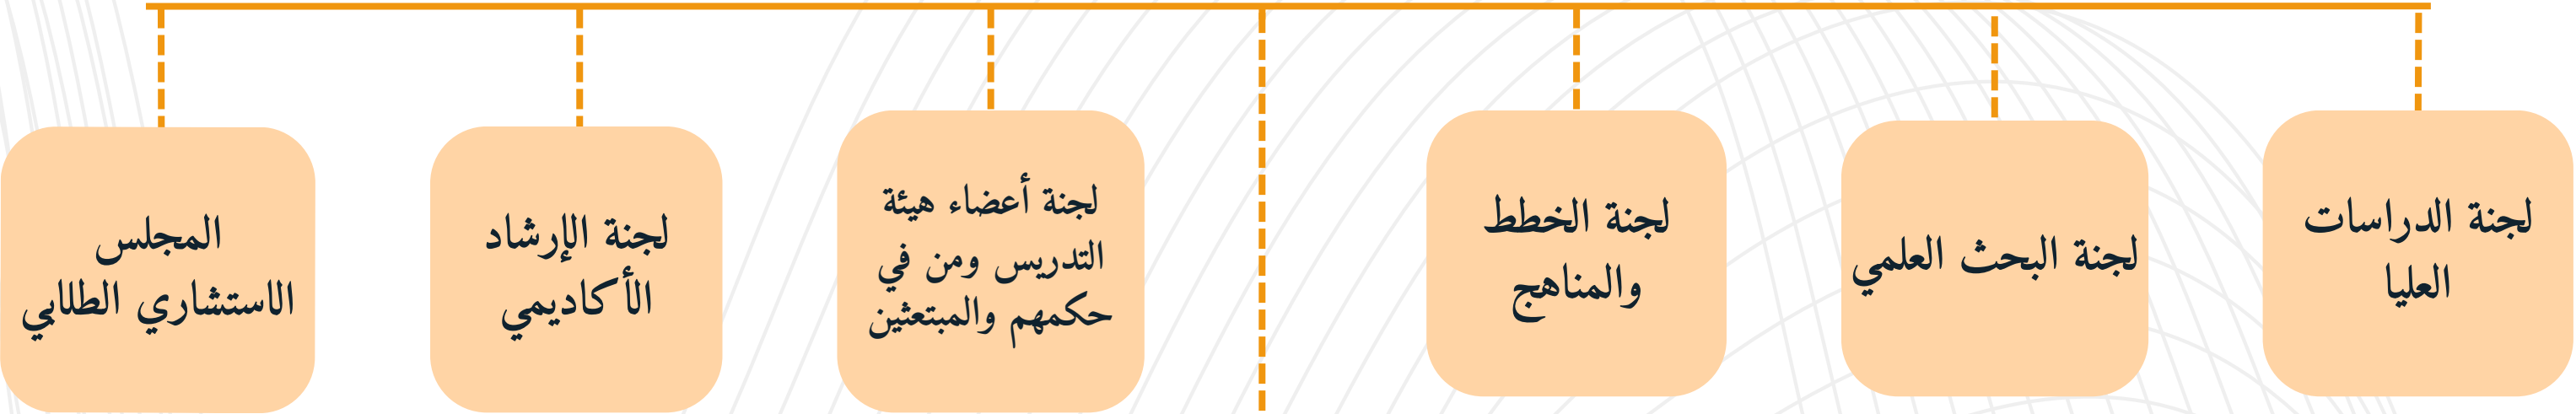 لجنة الدراسات
العليا
لجنة البحث العلمي
لجنة الخطط
والمناهج
لجنة أعضاء هيئة
التدريس ومن في
حكمهم والمبتعثين
لجنة الإرشاد
الأكاديمي
المجلس
الاستشاري الطلابي